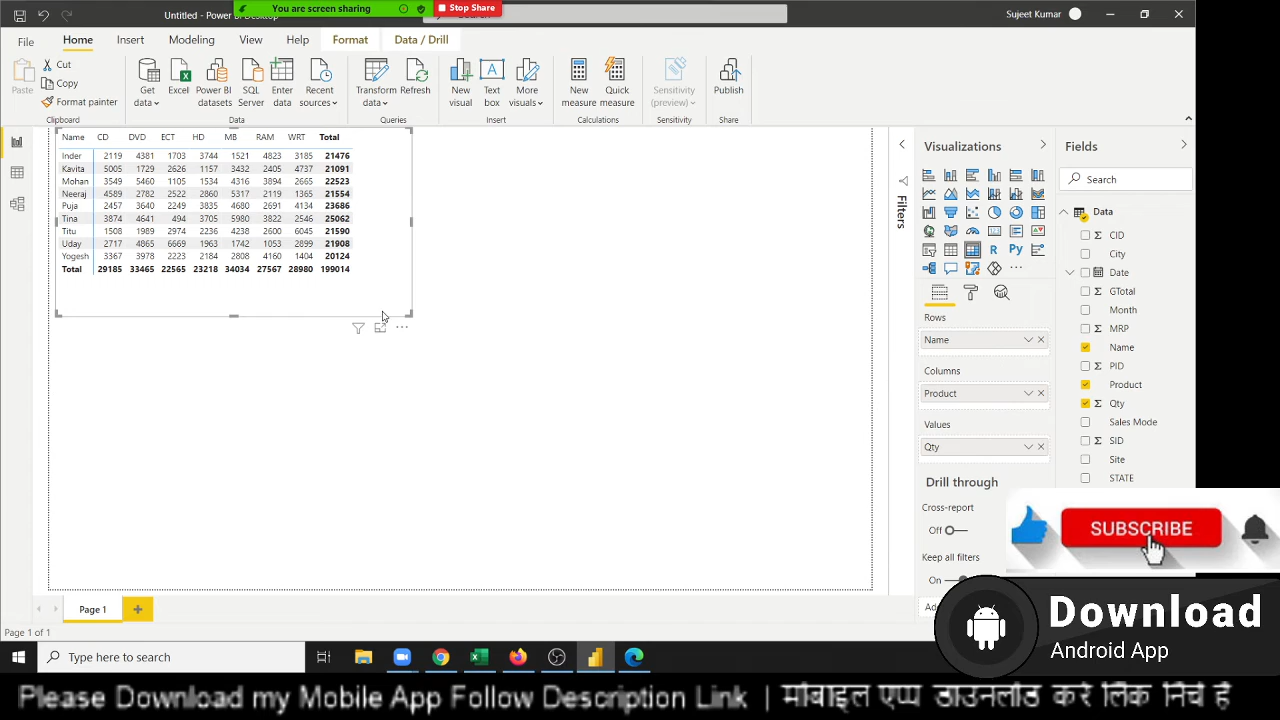 You are screen sharing
Stop Share
Untitled - Power BI Desktop
Search
Sujeet Kumar
File
Home
Insert
Modeling
View
Help
Format
Data / Drill
Paste
Cut
Copy
Format painter
Get data
Excel
Power BI datasets
SQL Server
Enter data
Recent sources
Transform data
Refresh
New visual
Text box
More visuals
New measure
Quick measure
Sensitivity (preview)
Publish
Clipboard
Data
Queries
Insert
Calculations
Sensitivity
Share
Name CD DVD ECT HD MB RAM WRT Total
Inder 2119 4381 1703 3744 1521 4823 3185 21476
Kavita 5005 1729 2626 1157 3432 2405 4737 21091
Mohan 3549 5460 1105 1534 4316 3894 2665 22523
Neeraj 4589 2782 2522 2860 5317 2119 1365 21554
Puja 2457 3640 2249 3835 4680 2691 4134 23686
Tina 3874 4641 494 3705 5980 3822 2546 25062
Titu 1508 1989 2974 2236 4238 2600 6045 21590
Uday 2717 4865 6669 1963 1742 1053 2899 21908
Yogesh 3367 3978 2223 2184 2808 4160 1404 20124
Total 29185 33465 22565 23218 34034 27567 28980 199014
Filters
Visualizations
R
Py
Rows
Name
Columns
Product
Values
Qty
Drill through
Cross-report
Off
Keep all filters
On
Fields
Search
Data
CID
City
Date
GTotal
Month
MRP
Name
PID
Product
Qty
Sales Mode
SID
Site
STATE
SUBSCRIBE
Download
Android App
Page 1
Page 1 of 1
Type here to search
Please Download my Mobile App Follow Description Link | मोबाइल एप्प डाउनलोड करे लिंक निचे है